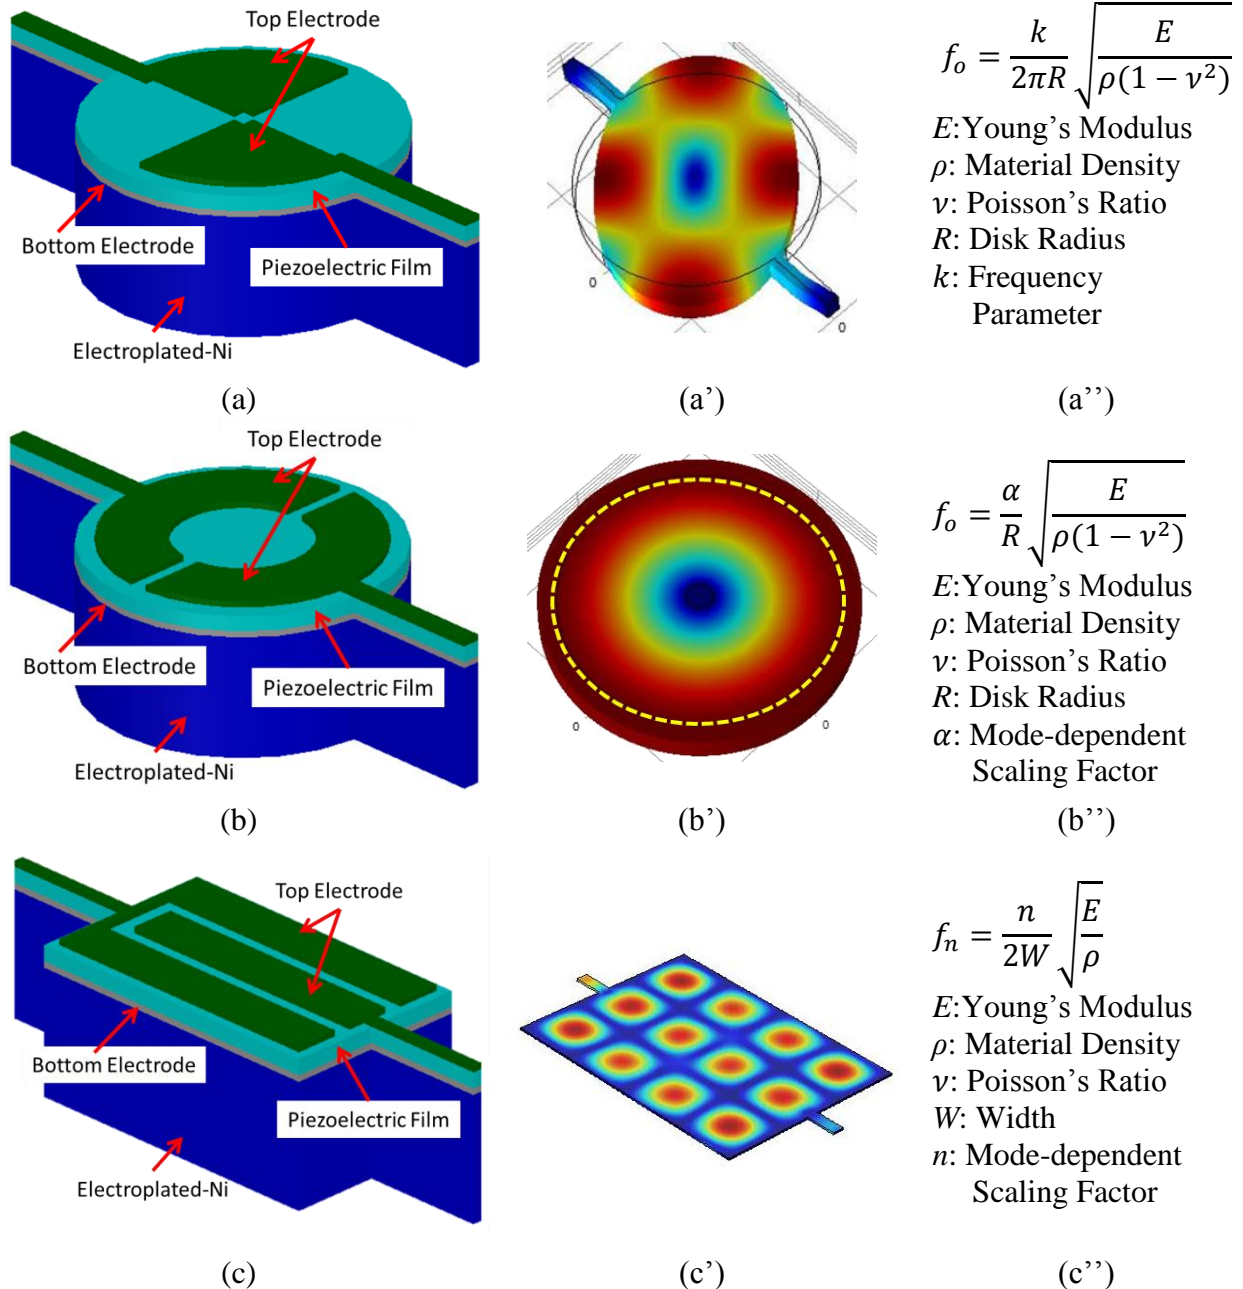 Top Electrode
Bottom Electrode
Piezoelectric Film
Electroplated-Ni
(a)
0
0
(a')
f_o = k/(2πR) √(E/(ρ(1 − ν²)))
E:Young's Modulus
ρ: Material Density
ν: Poisson's Ratio
R: Disk Radius
k: Frequency
Parameter
(a'')
Top Electrode
Bottom Electrode
Piezoelectric Film
Electroplated-Ni
(b)
0
0
(b')
f_o = α/R √(E/(ρ(1 − ν²)))
E:Young's Modulus
ρ: Material Density
ν: Poisson's Ratio
R: Disk Radius
α: Mode-dependent
Scaling Factor
(b'')
Top Electrode
Bottom Electrode
Piezoelectric Film
Electroplated-Ni
(c)
(c')
f_n = n/(2W) √(E/ρ)
E:Young's Modulus
ρ: Material Density
ν: Poisson's Ratio
W: Width
n: Mode-dependent
Scaling Factor
(c'')